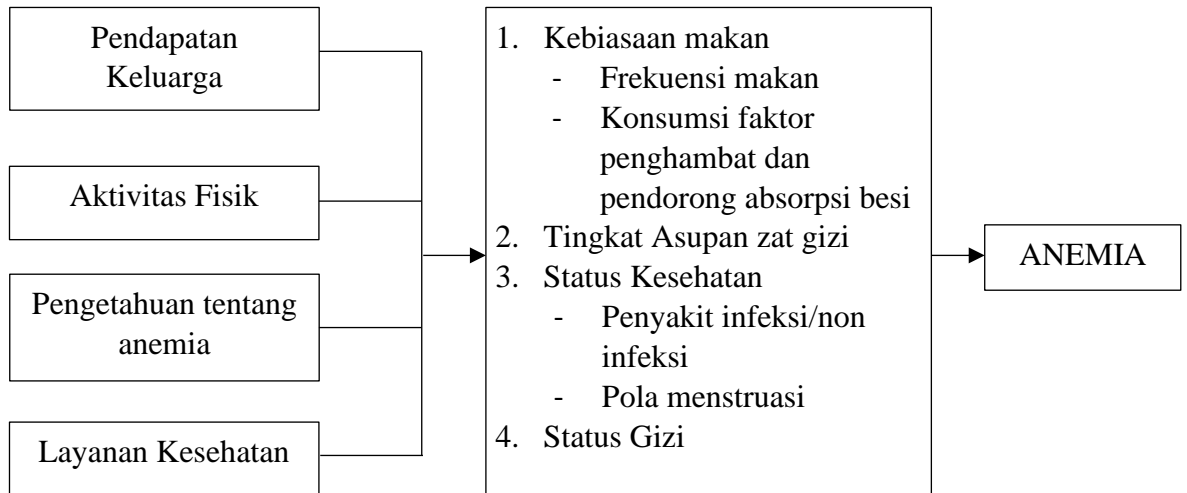 Pendapatan
Keluarga
Aktivitas Fisik
Pengetahuan tentang
anemia
Layanan Kesehatan
1. Kebiasaan makan
- Frekuensi makan
- Konsumsi faktor
penghambat dan
pendorong absorpsi besi
2. Tingkat Asupan zat gizi
3. Status Kesehatan
- Penyakit infeksi/non
infeksi
- Pola menstruasi
4. Status Gizi
ANEMIA